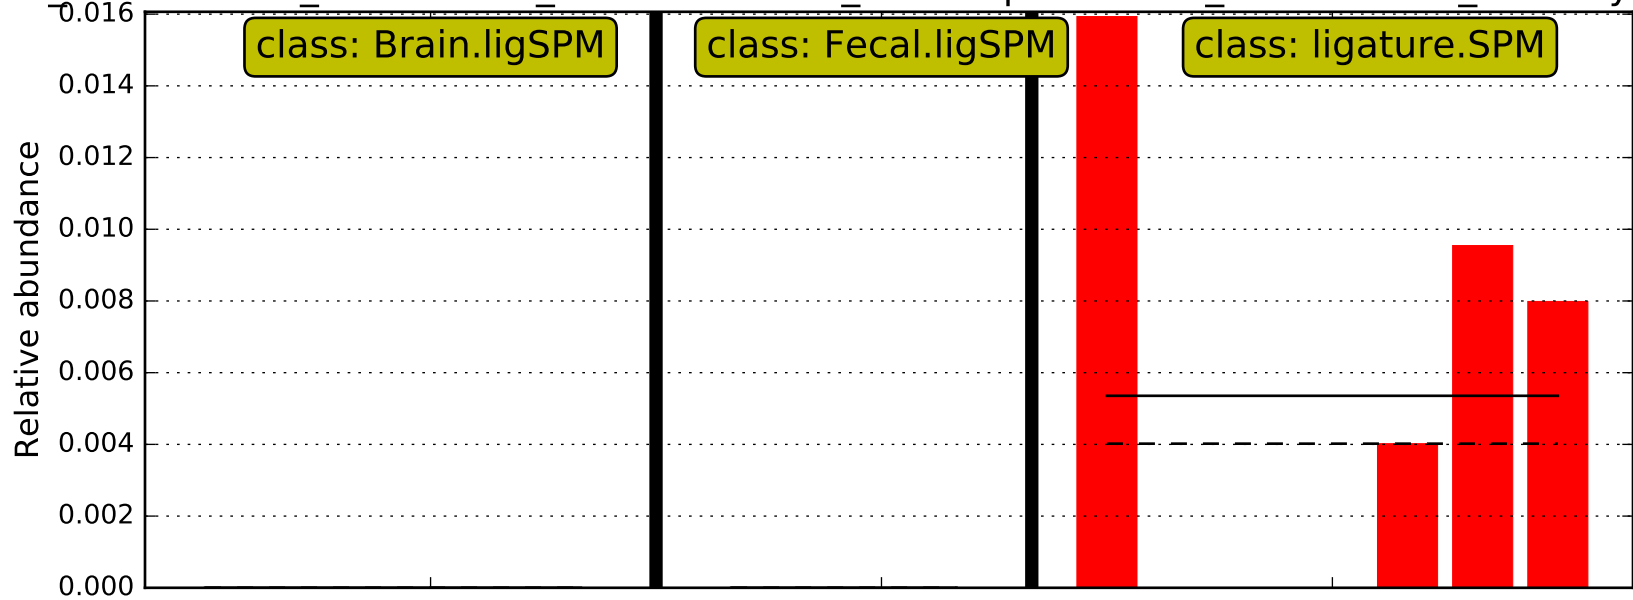 0.016
class: Brain.ligSPM
class: Fecal.ligSPM
class: ligature.SPM
0.014
0.012
0.010
0.008
0.006
0.004
0.002
0.000
Relative abundance